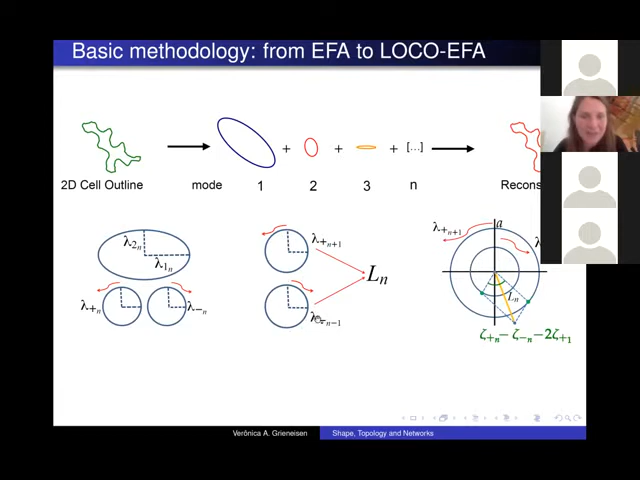 Basic methodology: from EFA to LOCO-EFA
+ + + [...]
2D Cell Outline mode 1 2 3 n Recons
λ2n
λ1n
λ+n λ-n
λ+n+1
Ln
λ-n-1
λ+n+1 a λ
Ln
ζ+n - ζ-n - 2ζ+1
Verônica A. Grieneisen Shape, Topology and Networks